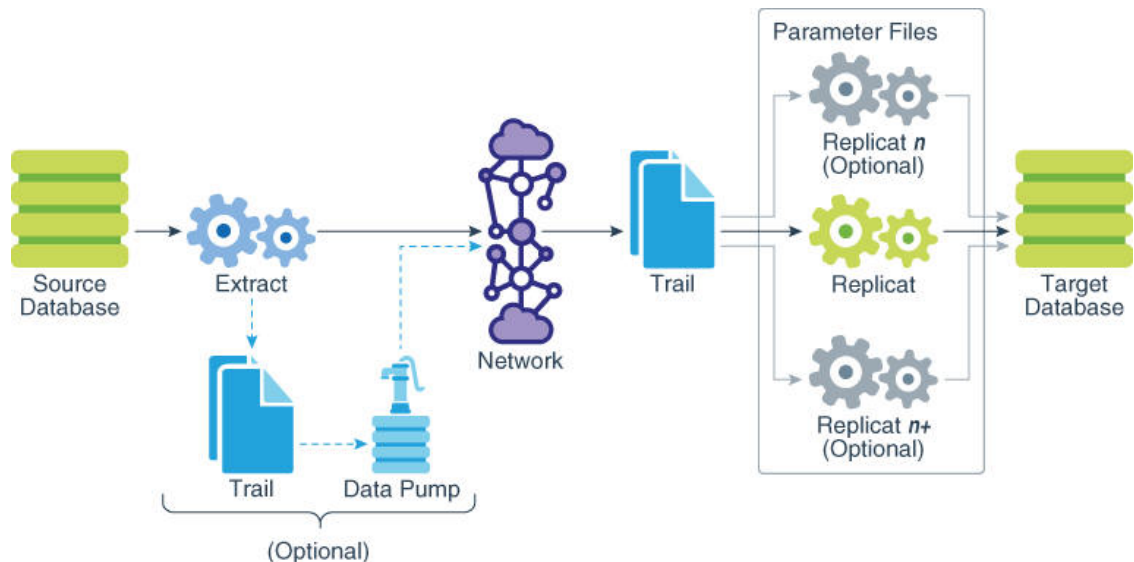 Parameter Files
Replicat n
(Optional)
Source
Database
Extract
Network
Trail
Replicat
Target
Database
Replicat n+
(Optional)
Trail
Data Pump
(Optional)